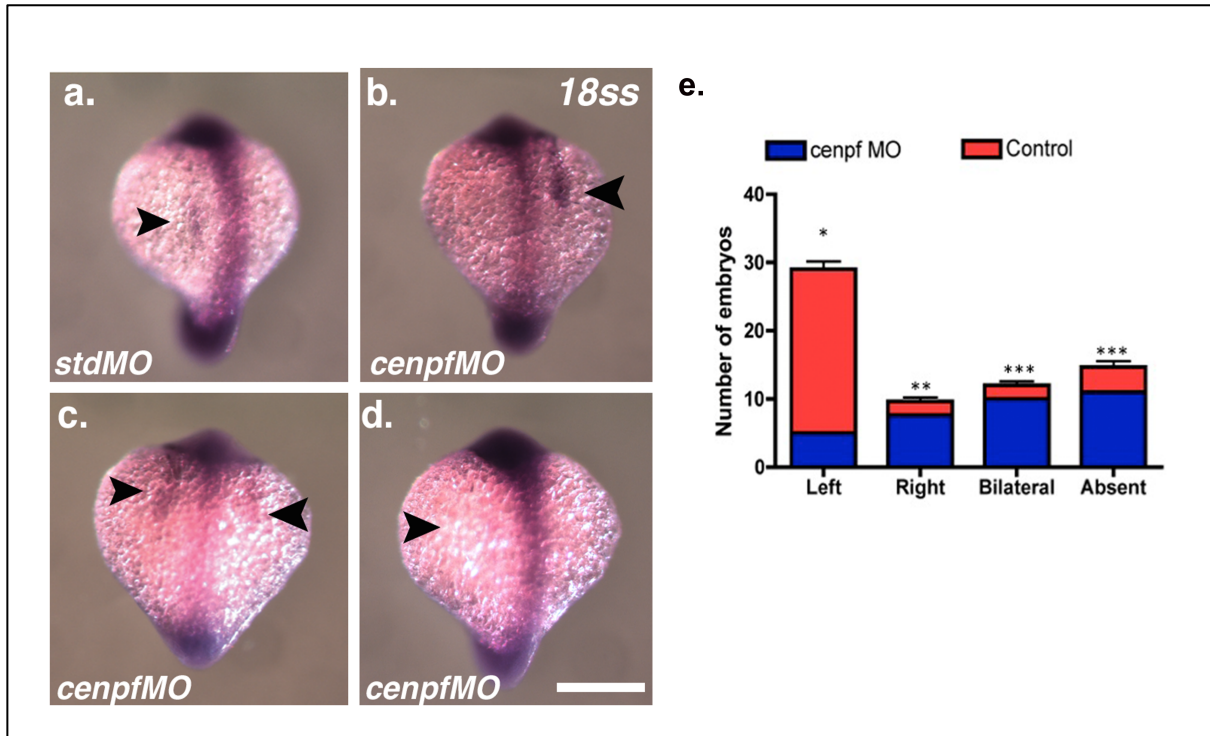 a.
stdMO
b.
18ss
cenpfMO
c.
cenpfMO
d.
cenpfMO
e.
cenpf MO
Control
Number of embryos
40
30
20
10
0
*
**
***
***
Left
Right
Bilateral
Absent